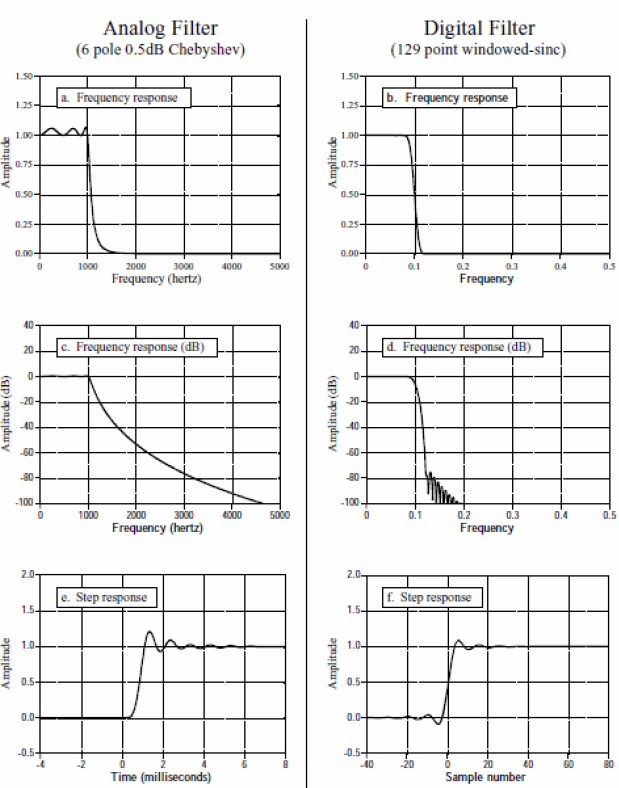 Analog Filter
(6 pole 0.5dB Chebyshev)
Digital Filter
(129 point windowed-sinc)
a. Frequency response
1.50
1.25
1.00
0.75
0.50
0.25
0.00
Amplitude
0 1000 2000 3000 4000 5000
Frequency (hertz)
b. Frequency response
1.50
1.25
1.00
0.75
0.50
0.25
0.00
Amplitude
0 0.1 0.2 0.3 0.4 0.5
Frequency
c. Frequency response (dB)
40
20
0
-20
-40
-60
-80
-100
Amplitude (dB)
0 1000 2000 3000 4000 5000
Frequency (hertz)
d. Frequency response (dB)
40
20
0
-20
-40
-60
-80
-100
Amplitude (dB)
0 0.1 0.2 0.3 0.4 0.5
Frequency
e. Step response
2.0
1.5
1.0
0.5
0.0
-0.5
Amplitude
-4 -2 0 2 4 6 8
Time (milliseconds)
f. Step response
2.0
1.5
1.0
0.5
0.0
-0.5
Amplitude
-40 -20 0 20 40 60 80
Sample number